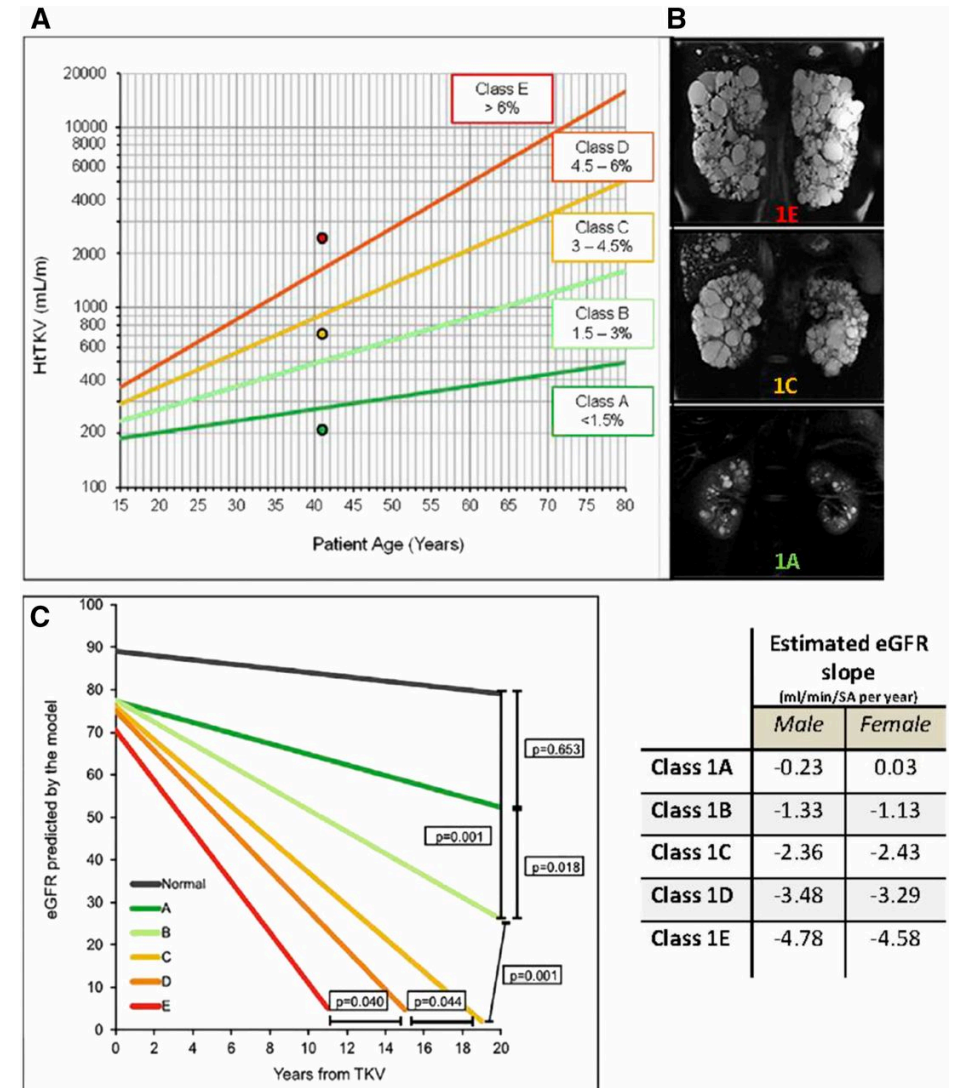 A
B
20000
10000
8000
6000
4000
2000
1000
800
600
400
200
100
HtTKV (mL/m)
Class E
> 6%
Class D
4.5 – 6%
Class C
3 – 4.5%
Class B
1.5 – 3%
Class A
<1.5%
15 20 25 30 35 40 45 50 55 60 65 70 75 80
Patient Age (Years)
1E
1C
1A
C
100
90
80
70
60
50
40
30
20
10
0
eGFR predicted by the model
Normal
A
B
C
D
E
p=0.653
p=0.001
p=0.018
p=0.001
p=0.040
p=0.044
0 2 4 6 8 10 12 14 16 18 20
Years from TKV
Estimated eGFR
slope
(ml/min/SA per year)
Male Female
Class 1A -0.23 0.03
Class 1B -1.33 -1.13
Class 1C -2.36 -2.43
Class 1D -3.48 -3.29
Class 1E -4.78 -4.58